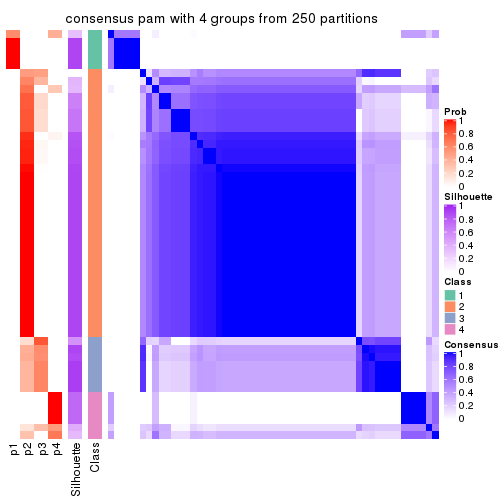 consensus pam with 4 groups from 250 partitions
Prob
1
0.8
0.6
0.4
0.2
0
Silhouette
1
0.8
0.6
0.4
0.2
0
Class
1
2
3
4
Consensus
1
0.8
0.6
0.4
0.2
0
p1
p2
p3
p4
Silhouette
Class